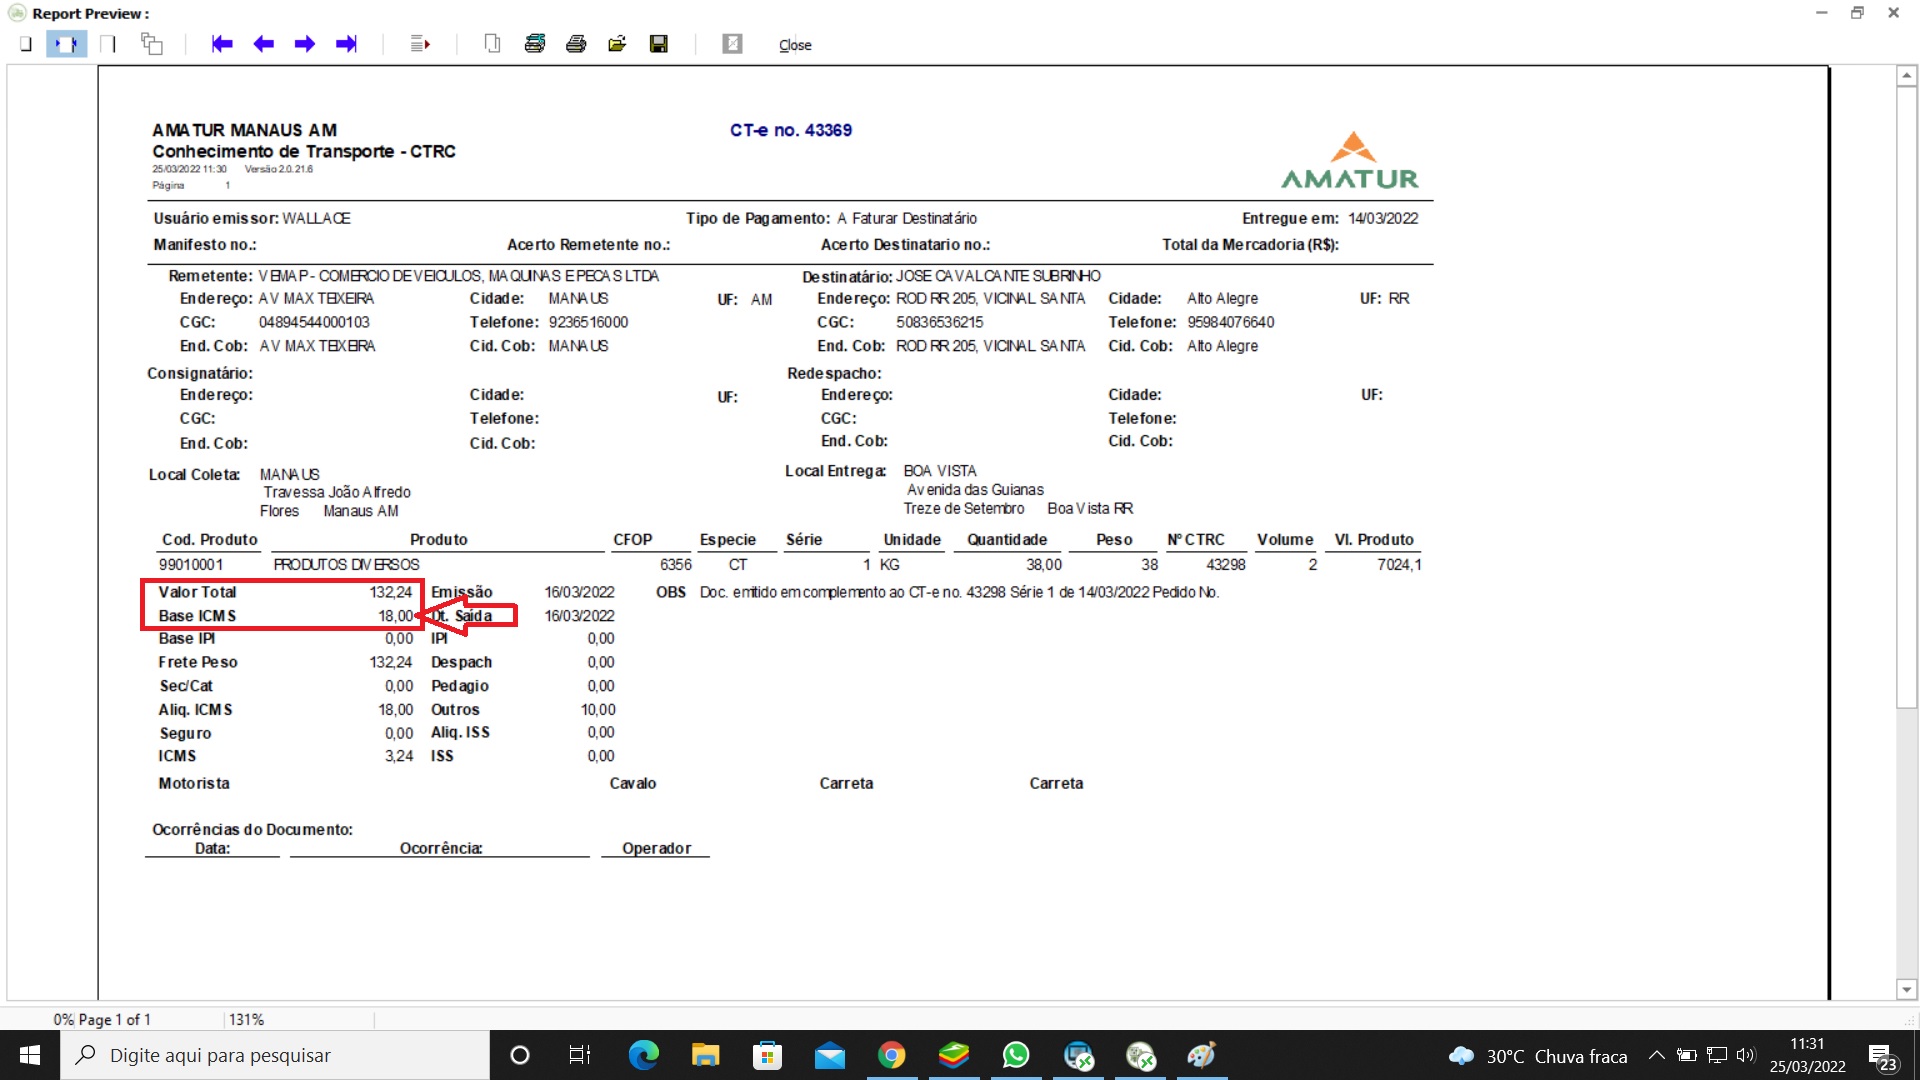 Report Preview :
Close
AMATUR MANAUS AM
CT-e no. 43369
Conhecimento de Transporte - CTRC
25/03/2022 11:30 Versão 2.0.21.6
Página 1
AMATUR
Usuário emissor: WALLACE Tipo de Pagamento: A Faturar Destinatário Entregue em: 14/03/2022
Manifesto no.: Acerto Remetente no.: Acerto Destinatario no.: Total da Mercadoria (R$):
Remetente: VEMAP - COMERCIO DE VEICULOS, MAQUINAS E PECAS LTDA Destinatário: JOSE CAVALCANTE SUBRINHO
Endereço: AV MAX TEIXEIRA Cidade: MANAUS UF: AM Endereço: ROD RR 205, VICINAL SANTA Cidade: Alto Alegre UF: RR
CGC: 04894544000103 Telefone: 9236516000 CGC: 50836536215 Telefone: 95984076640
End. Cob: AV MAX TEIXEIRA Cid. Cob: MANAUS End. Cob: ROD RR 205, VICINAL SANTA Cid. Cob: Alto Alegre
Consignatário: Redespacho:
Endereço: Cidade: UF: Endereço: Cidade: UF:
CGC: Telefone: CGC: Telefone:
End. Cob: Cid. Cob: End. Cob: Cid. Cob:
Local Coleta: MANAUS Local Entrega: BOA VISTA
Travessa João Alfredo Avenida das Guianas
Flores Manaus AM Treze de Setembro Boa Vista RR
Cod. Produto Produto CFOP Especie Série Unidade Quantidade Peso Nº CTRC Volume Vl. Produto
99010001 PRODUTOS DIVERSOS 6356 CT 1 KG 38,00 38 43298 2 7024,1
Valor Total 132,24 Emissão 16/03/2022 OBS Doc. emitido em complemento ao CT-e no. 43298 Série 1 de 14/03/2022 Pedido No.
Base ICMS 18,00 Dt. Saída 16/03/2022
Base IPI 0,00 IPI 0,00
Frete Peso 132,24 Despach 0,00
Sec/Cat 0,00 Pedagio 0,00
Aliq. ICMS 18,00 Outros 10,00
Seguro 0,00 Aliq. ISS 0,00
ICMS 3,24 ISS 0,00
Motorista Cavalo Carreta Carreta
Ocorrências do Documento:
Data: Ocorrência: Operador
0% Page 1 of 1 131%
Digite aqui para pesquisar
30°C Chuva fraca
11:31
25/03/2022
23